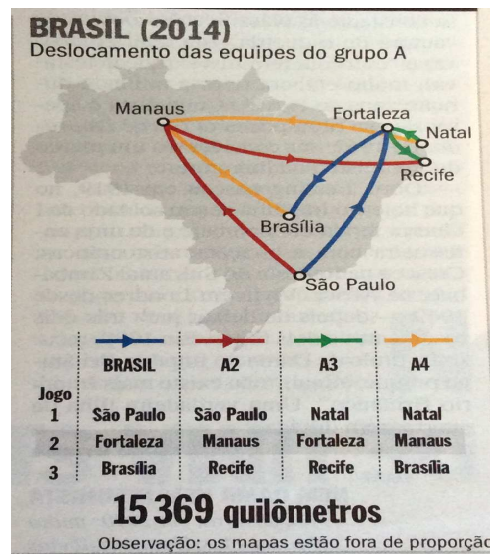 BRASIL (2014)
Deslocamento das equipes do grupo A
Manaus
Fortaleza
Natal
Recife
Brasília
São Paulo
BRASIL A2 A3 A4
Jogo
1 São Paulo São Paulo Natal Natal
2 Fortaleza Manaus Fortaleza Manaus
3 Brasília Recife Recife Brasília
15 369 quilômetros
Observação: os mapas estão fora de proporção